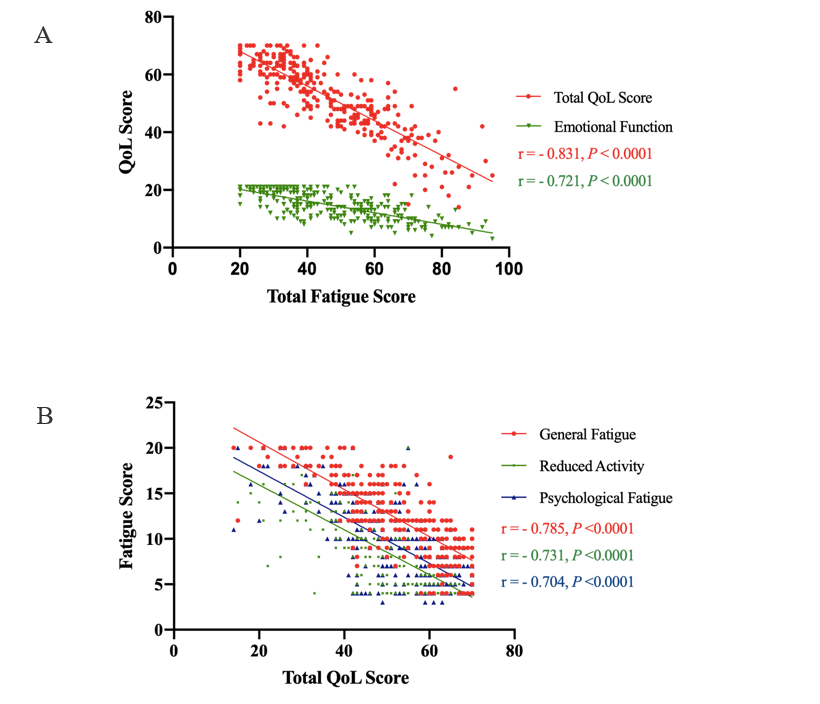 A
80
60
40
20
0
QoL Score
0 20 40 60 80 100
Total Fatigue Score
Total QoL Score
Emotional Function
r = - 0.831, P < 0.0001
r = - 0.721, P < 0.0001
B
25
20
15
10
5
0
Fatigue Score
0 20 40 60 80
Total QoL Score
General Fatigue
Reduced Activity
Psychological Fatigue
r = - 0.785, P <0.0001
r = - 0.731, P <0.0001
r = - 0.704, P <0.0001